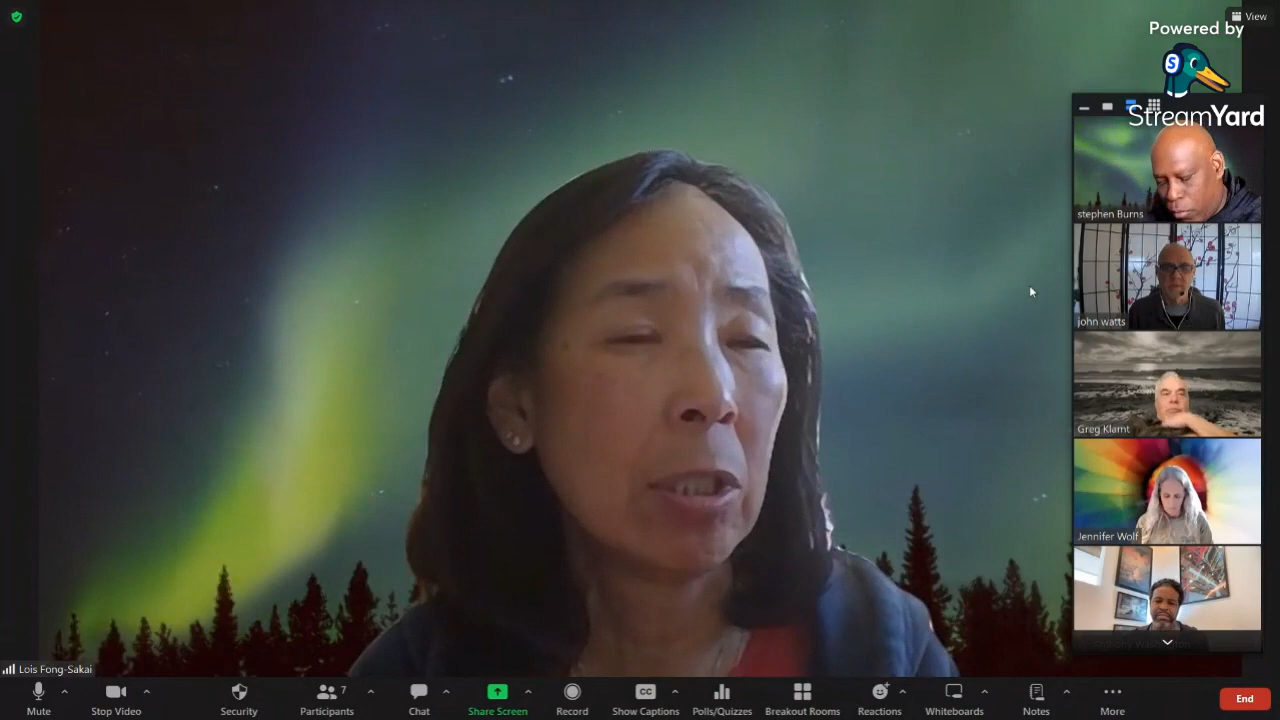 View
Powered by
S
StreamYard
stephen Burns
john watts
Greg Klamt
Jennifer Wolf
Washington
Lois Fong-Sakai
Mute
Stop Video
Security
7
Participants
Chat
Share Screen
Record
CC
Show Captions
Polls/Quizzes
Breakout Rooms
Reactions
Whiteboards
Notes
More
End